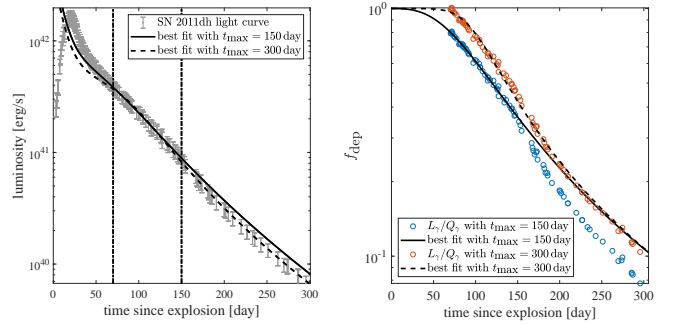 SN 2011dh light curve
best fit with t_max = 150 day
best fit with t_max = 300 day
10^42
10^41
10^40
luminosity [erg/s]
0 50 100 150 200 250 300
time since explosion [day]
10^0
10^-1
f_dep
L_γ/Q_γ with t_max = 150 day
best fit with t_max = 150 day
L_γ/Q_γ with t_max = 300 day
best fit with t_max = 300 day
0 50 100 150 200 250 300
time since explosion [day]